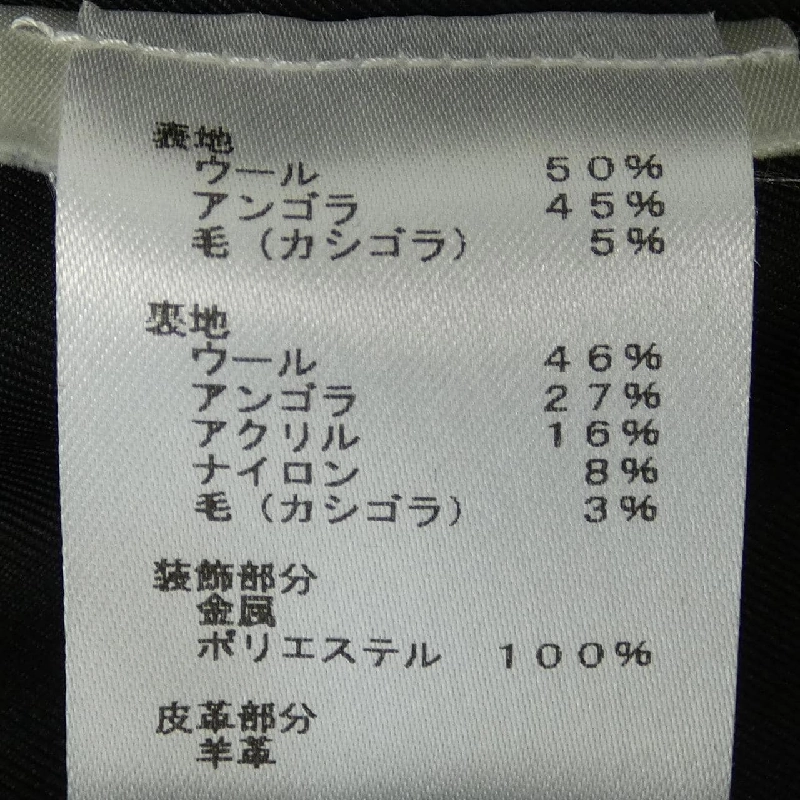 表地
ウール 50%
アンゴラ 45%
毛（カシゴラ） 5%
裏地
ウール 46%
アンゴラ 27%
アクリル 16%
ナイロン 8%
毛（カシゴラ） 3%
装飾部分
金属
ポリエステル 100%
皮革部分
羊革